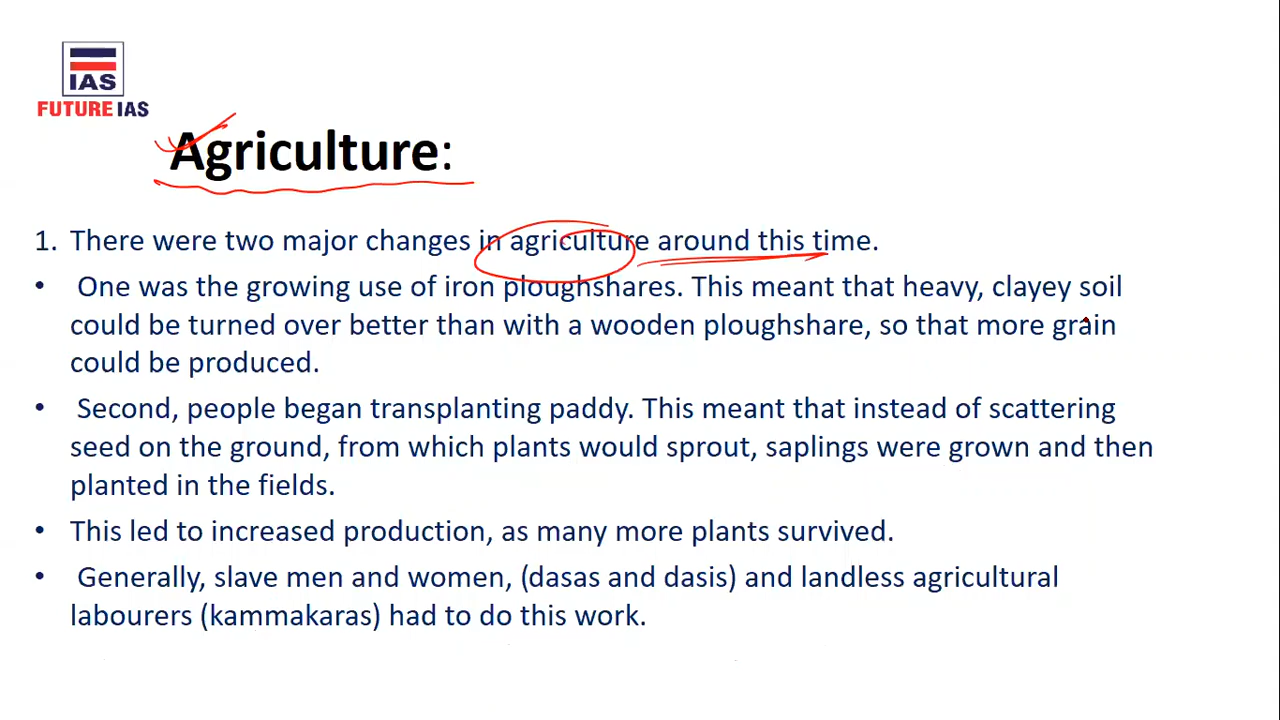 IAS
FUTURE IAS
Agriculture:
1. There were two major changes in agriculture around this time.
• One was the growing use of iron ploughshares. This meant that heavy, clayey soil
could be turned over better than with a wooden ploughshare, so that more grain
could be produced.
• Second, people began transplanting paddy. This meant that instead of scattering
seed on the ground, from which plants would sprout, saplings were grown and then
planted in the fields.
• This led to increased production, as many more plants survived.
• Generally, slave men and women, (dasas and dasis) and landless agricultural
labourers (kammakaras) had to do this work.